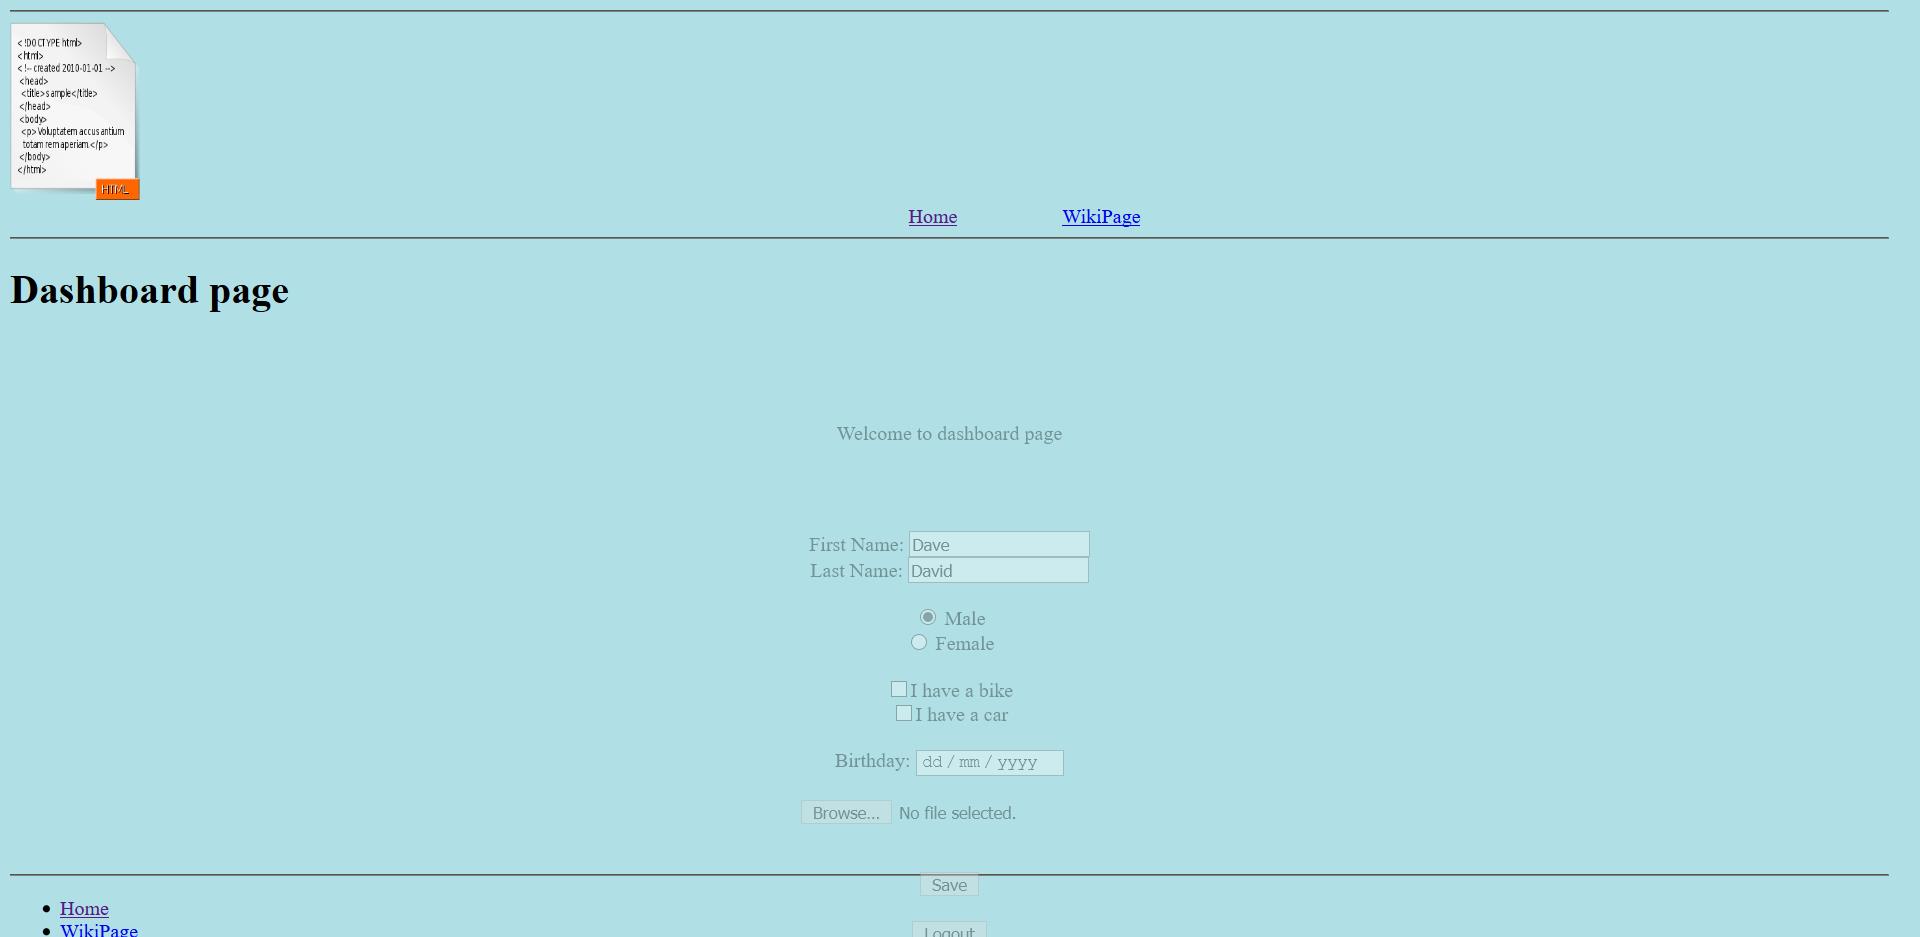 <!DOCTYPE html>
<html>
<!-- created 2010-01-01 -->
<head>
<title>sample</title>
</head>
<body>
<p>Voluptatem accusantium
totam rem aperiam.</p>
</body>
</html>
HTML
Home WikiPage
Dashboard page
Welcome to dashboard page
First Name: Dave
Last Name: David
Male
Female
I have a bike
I have a car
Birthday: dd / mm / yyyy
Browse... No file selected.
Save
Home
WikiPage
Logout